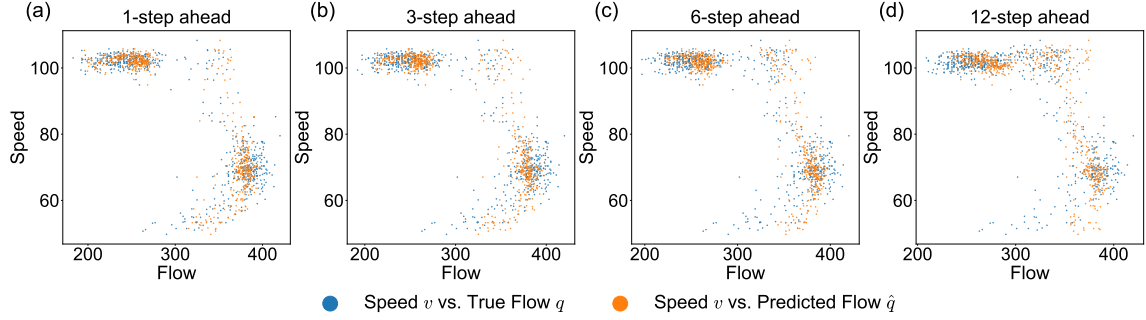 (a) 1-step ahead
(b) 3-step ahead
(c) 6-step ahead
(d) 12-step ahead
Speed
100
80
60
200 300 400
Flow
Speed
100
80
60
200 300 400
Flow
Speed
100
80
60
200 300 400
Flow
Speed
100
80
60
200 300 400
Flow
Speed v vs. True Flow q
Speed v vs. Predicted Flow q̂